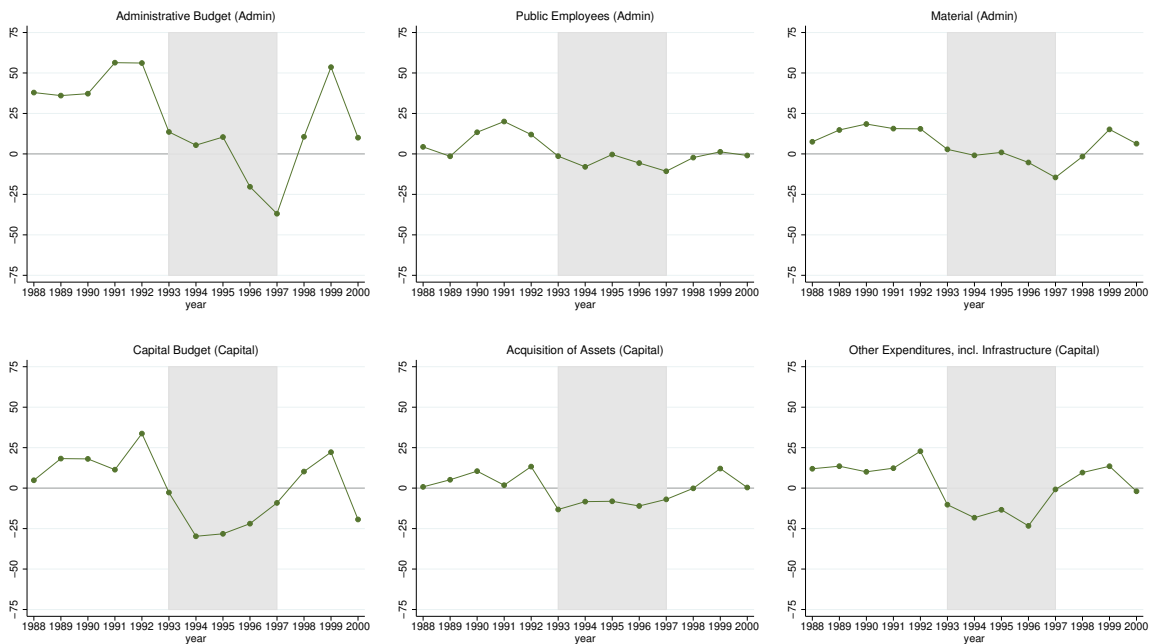 Administrative Budget (Admin)
75
50
25
0
−25
−50
−75
1988 1989 1990 1991 1992 1993 1994 1995 1996 1997 1998 1999 2000
year
Public Employees (Admin)
75
50
25
0
−25
−50
−75
1988 1989 1990 1991 1992 1993 1994 1995 1996 1997 1998 1999 2000
year
Material (Admin)
75
50
25
0
−25
−50
−75
1988 1989 1990 1991 1992 1993 1994 1995 1996 1997 1998 1999 2000
year
Capital Budget (Capital)
75
50
25
0
−25
−50
−75
1988 1989 1990 1991 1992 1993 1994 1995 1996 1997 1998 1999 2000
year
Acquisition of Assets (Capital)
75
50
25
0
−25
−50
−75
1988 1989 1990 1991 1992 1993 1994 1995 1996 1997 1998 1999 2000
year
Other Expenditures, incl. Infrastructure (Capital)
75
50
25
0
−25
−50
−75
1988 1989 1990 1991 1992 1993 1994 1995 1996 1997 1998 1999 2000
year